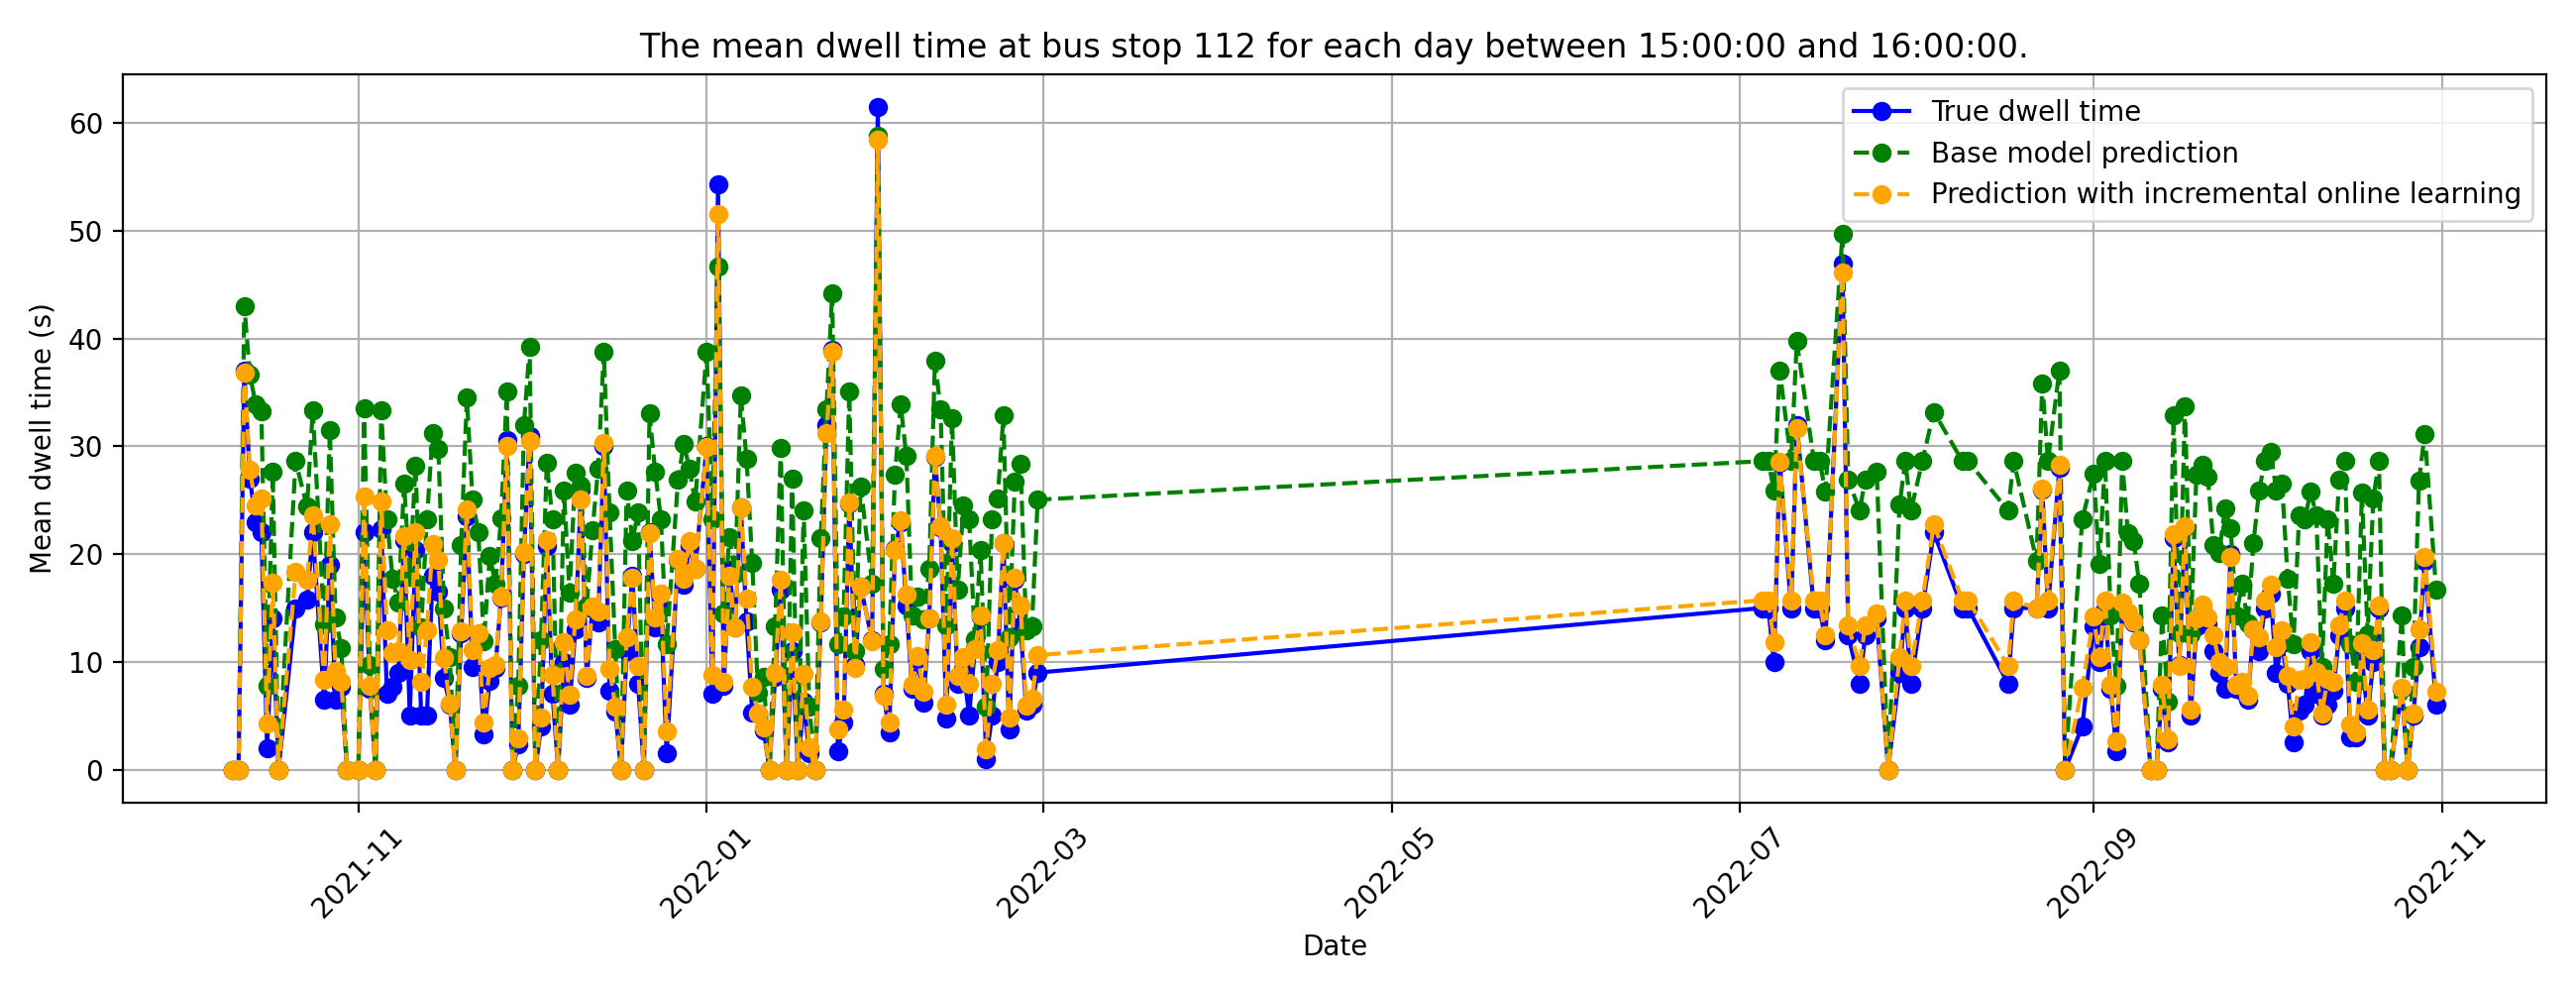 The mean dwell time at bus stop 112 for each day between 15:00:00 and 16:00:00.
True dwell time
Base model prediction
Prediction with incremental online learning
Mean dwell time (s)
60
50
40
30
20
10
0
2021-11
2022-01
2022-03
2022-05
2022-07
2022-09
2022-11
Date